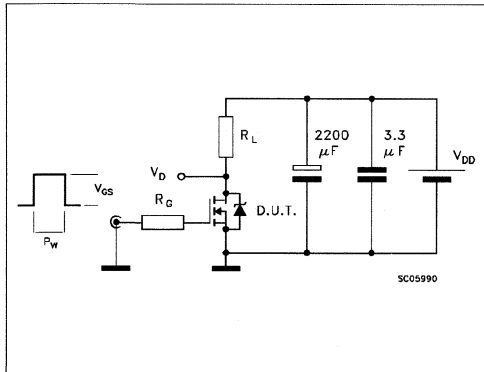 R_L
2200
µF
3.3
µF
V_DD
V_D
R_G
D.U.T.
V_GS
P_W
SC05990